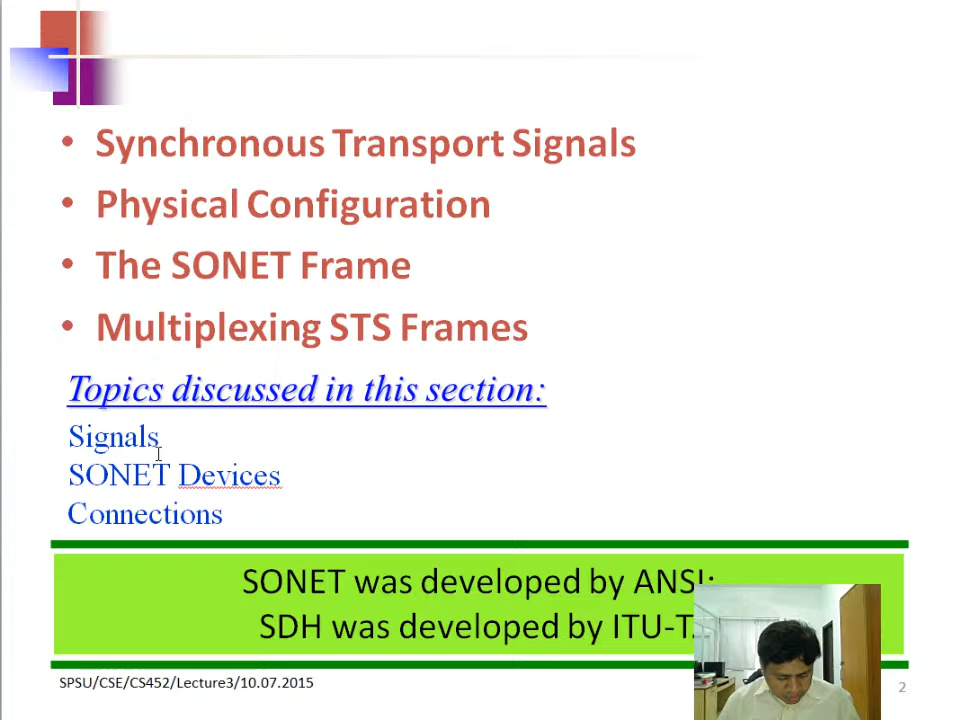 • Synchronous Transport Signals
• Physical Configuration
• The SONET Frame
• Multiplexing STS Frames
Topics discussed in this section:
Signals
SONET Devices
Connections
SONET was developed by ANSI;
SDH was developed by ITU-T.
SPSU/CSE/CS452/Lecture3/10.07.2015
2